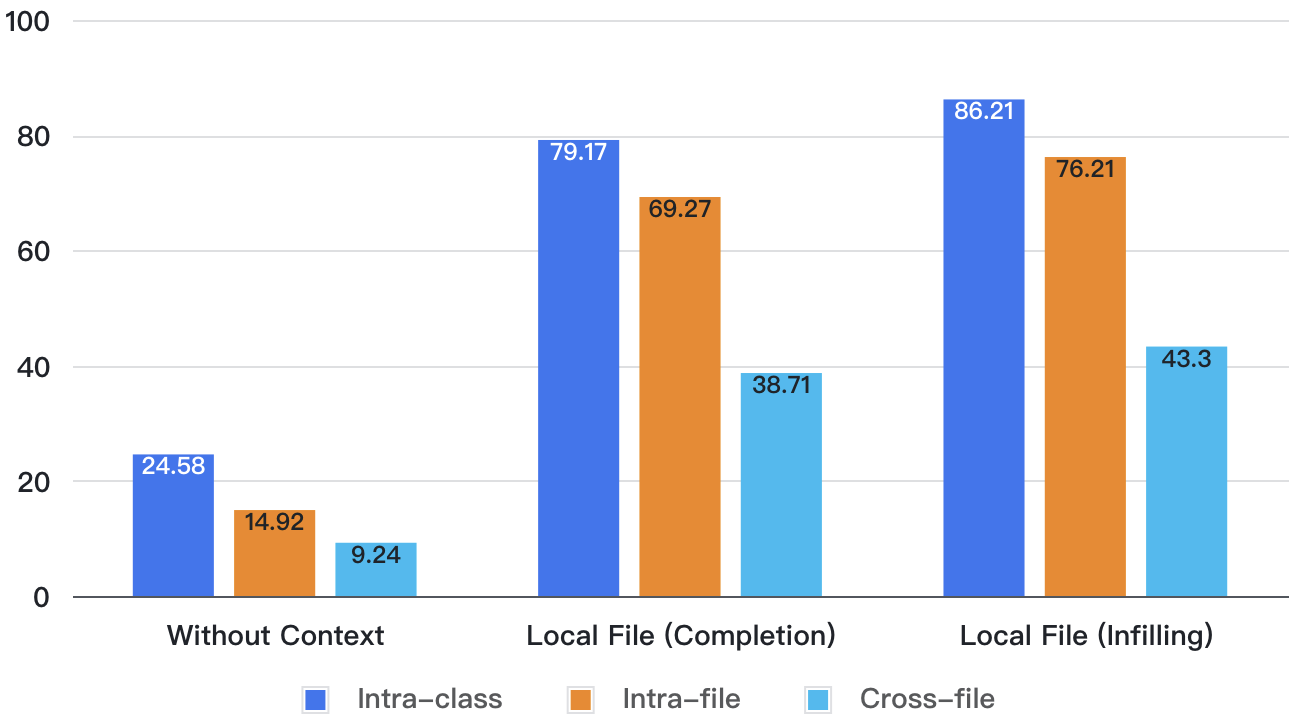 100
80
60
40
20
0
24.58
14.92
9.24
79.17
69.27
38.71
86.21
76.21
43.3
Without Context
Local File (Completion)
Local File (Infilling)
Intra-class
Intra-file
Cross-file